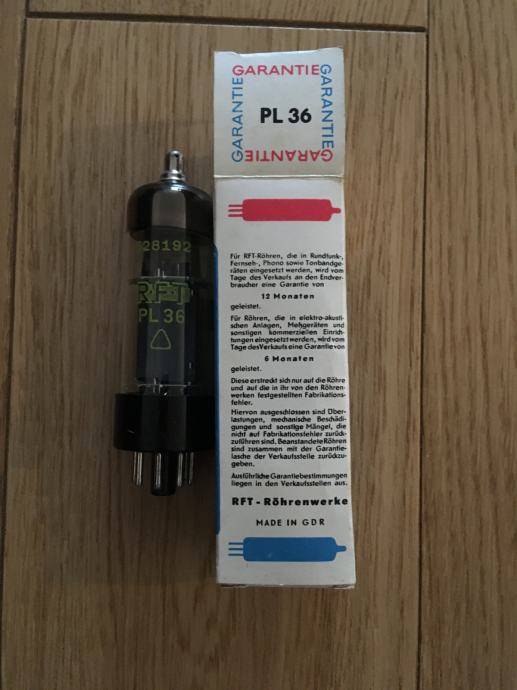 GARANTIE
GARANTIE
GARANTIE
GARANTIE
PL 36
28192
RFT
PL 36
Für RFT-Röhren, die in Rundfunk-,
Fernseh-, Phono sowie Tonbandge-
räten eingesetzt werden, wird vom
Tage des Verkaufs an den Endver-
braucher eine Garantie von
12 Monaten
geleistet.
Für Röhren, die in elektro-akusti-
schen Anlagen, Meßgeräten und
sonstigen kommerziellen Einrich-
tungen eingesetzt werden, wird vom
Tage des Verkaufs eine Garantie von
6 Monaten
geleistet.
Diese erstreckt sich nur auf die Röhre
und auf die in ihr von den Röhren-
werken festgestellten Fabrikations-
fehler.
Hiervon ausgeschlossen sind Über-
lastungen, mechanische Beschädi-
gungen und sonstige Mängel, die
nicht auf Fabrikationsfehler zurück-
zuführen sind. Beanstandete Röhren
sind zusammen mit der Garantie-
lasche der Verkaufsstelle zurückzu-
geben.
Ausführliche Garantiebestimmungen
liegen in den Verkaufsstellen aus.
RFT-Röhrenwerke
MADE IN GDR